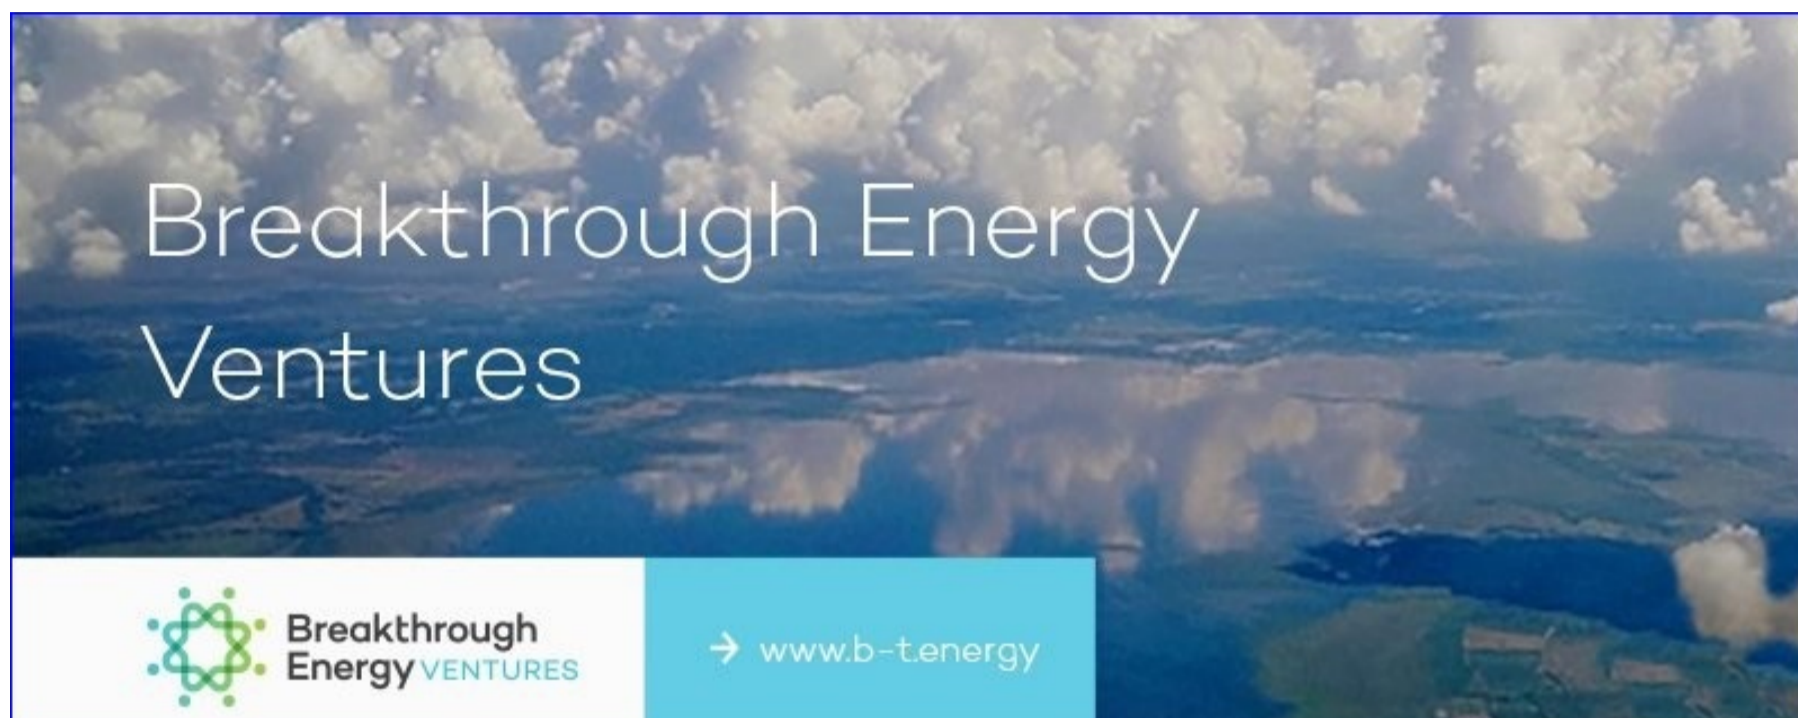 Breakthrough Energy
Ventures
Breakthrough
Energy VENTURES
→ www.b-t.energy